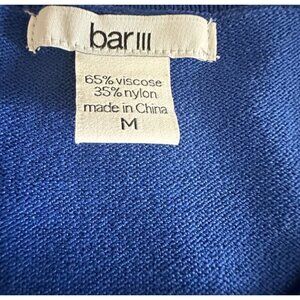 bar III
65% viscose
35% nylon
made in China
M